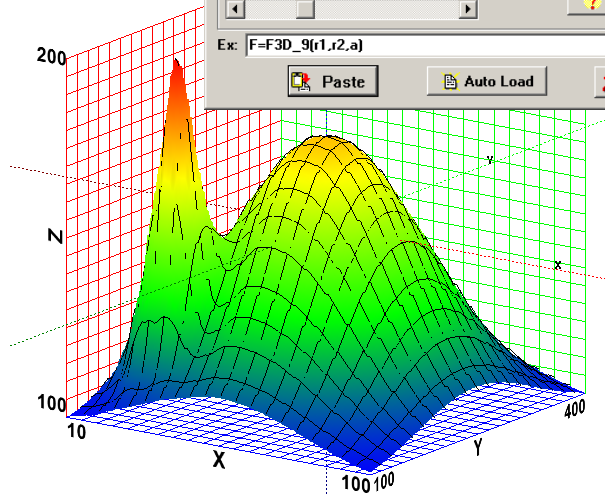 ?
Ex: F=F3D_9(r1,r2,a)
Paste
Auto Load
200
Z
100
10
X
100
100
Y
400
Y
X